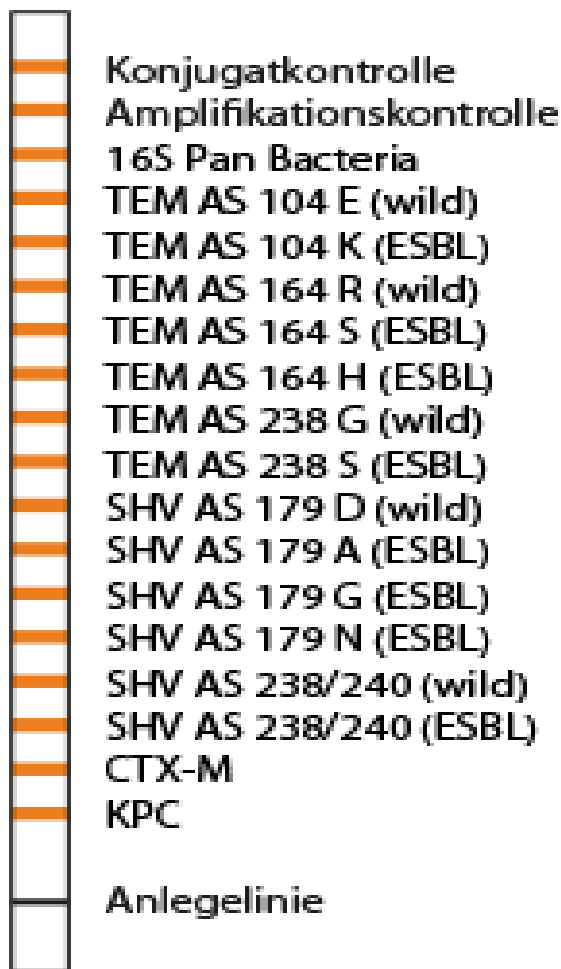 Konjugatkontrolle
Amplifikationskontrolle
16S Pan Bacteria
TEM AS 104 E (wild)
TEM AS 104 K (ESBL)
TEM AS 164 R (wild)
TEM AS 164 S (ESBL)
TEM AS 164 H (ESBL)
TEM AS 238 G (wild)
TEM AS 238 S (ESBL)
SHV AS 179 D (wild)
SHV AS 179 A (ESBL)
SHV AS 179 G (ESBL)
SHV AS 179 N (ESBL)
SHV AS 238/240 (wild)
SHV AS 238/240 (ESBL)
CTX-M
KPC
Anlegelinie